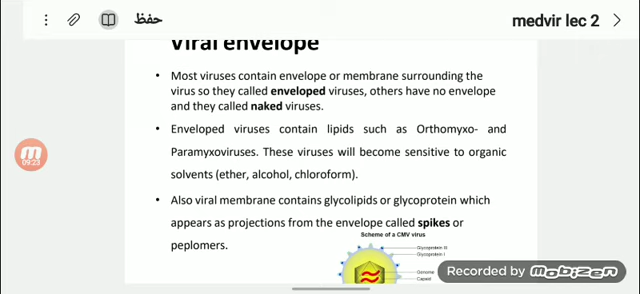 حفظ
medvir lec 2
Viral envelope
• Most viruses contain envelope or membrane surrounding the
virus so they called enveloped viruses, others have no envelope
and they called naked viruses.
• Enveloped viruses contain lipids such as Orthomyxo- and
Paramyxoviruses. These viruses will become sensitive to organic
solvents (ether, alcohol, chloroform).
• Also viral membrane contains glycolipids or glycoprotein which
appears as projections from the envelope called spikes or
peplomers.
Scheme of a CMV virus
Glycoprotein II
Glycoprotein I
Genome
Capsid
09:23
Recorded by mobizen